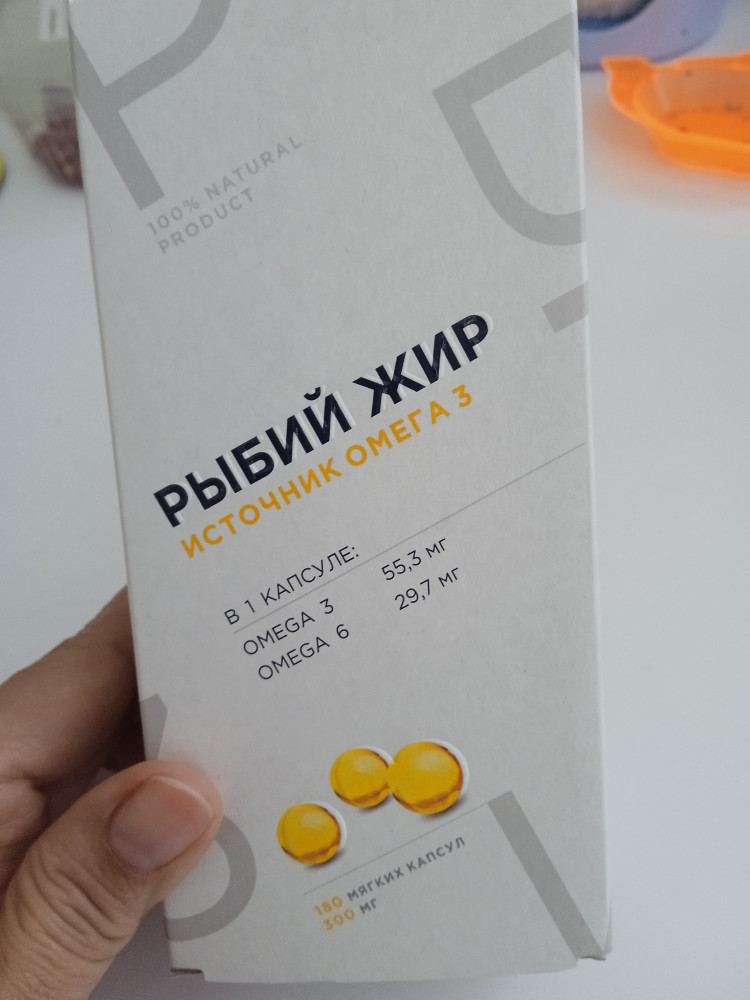 100% NATURAL
PRODUCT
РЫБИЙ ЖИР
ИСТОЧНИК ОМЕГА 3
В 1 КАПСУЛЕ:
OMEGA 3 55,3 мг
OMEGA 6 29,7 мг
180 МЯГКИХ КАПСУЛ
300 МГ